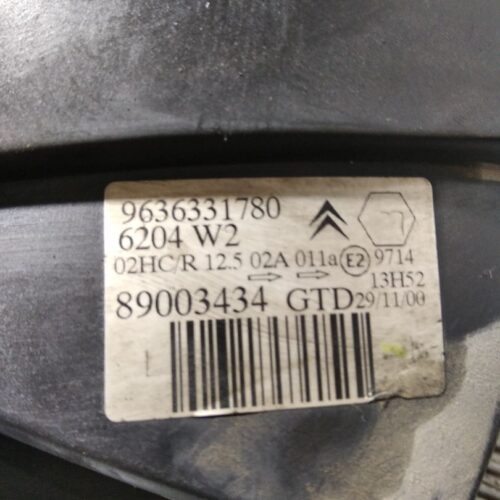 9636331780
6204 W2
02HC/R 12.5 02A 011a E2 9714
13H52
89003434 GTD 29/11/00